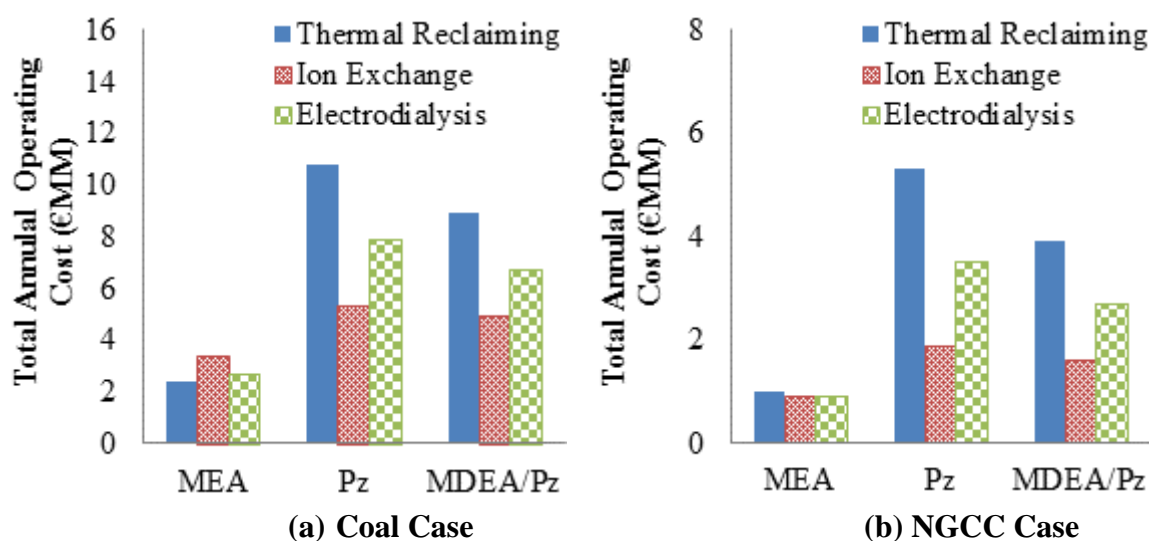 Total Annulal Operating
Cost (€MM)
16
14
12
10
8
6
4
2
0
Thermal Reclaiming
Ion Exchange
Electrodialysis
MEA
Pz
MDEA/Pz
(a) Coal Case
Total Annual Operating
Cost (€MM)
8
6
4
2
0
Thermal Reclaiming
Ion Exchange
Electrodialysis
MEA
Pz
MDEA/Pz
(b) NGCC Case